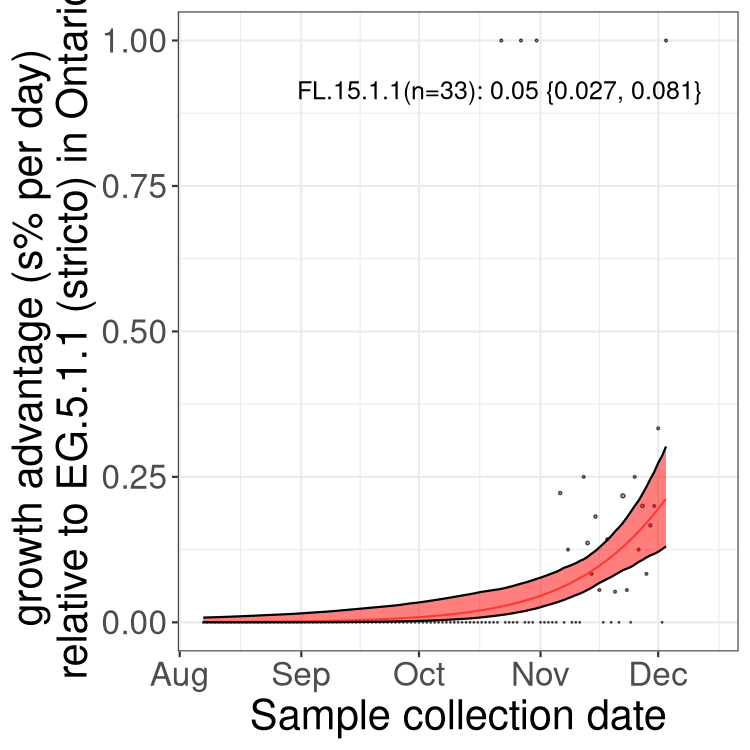 growth advantage (s% per day)
relative to EG.5.1.1 (stricto) in Ontario
1.00
0.75
0.50
0.25
0.00
FL.15.1.1(n=33): 0.05 {0.027, 0.081}
Aug Sep Oct Nov Dec
Sample collection date